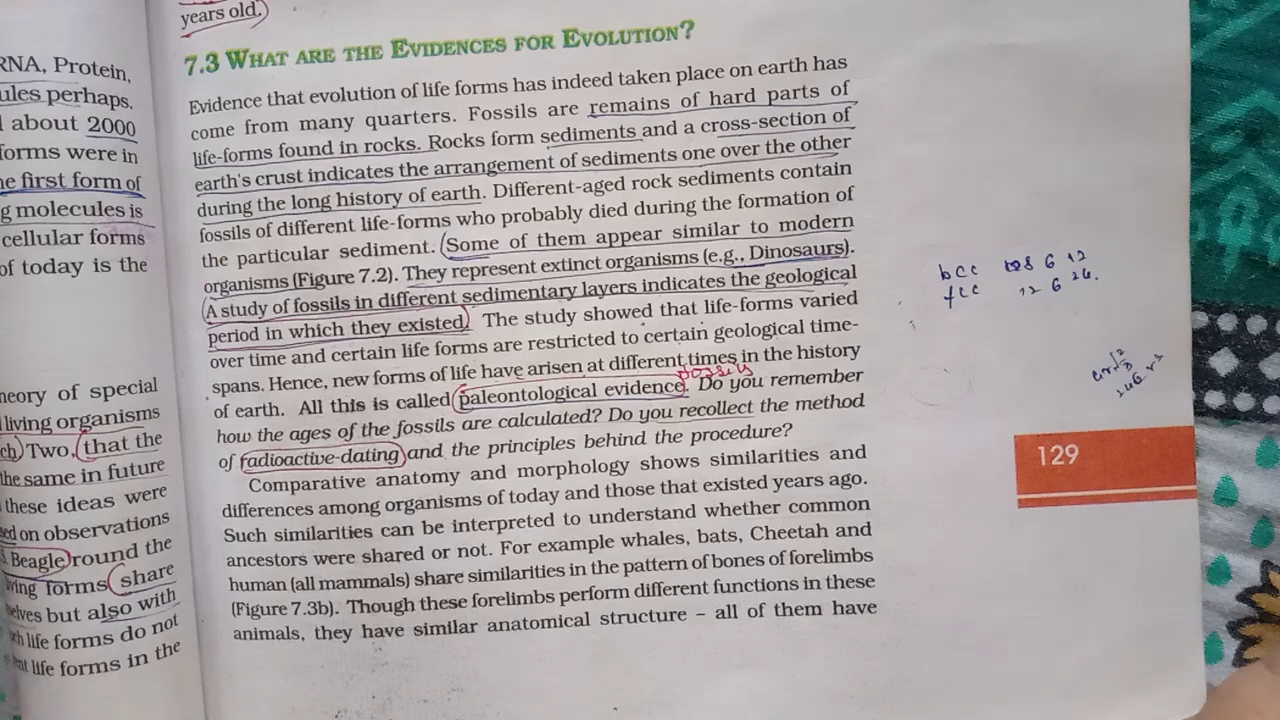 years old.
7.3 WHAT ARE THE EVIDENCES FOR EVOLUTION?
Evidence that evolution of life forms has indeed taken place on earth has
come from many quarters. Fossils are remains of hard parts of
life-forms found in rocks. Rocks form sediments and a cross-section of
earth's crust indicates the arrangement of sediments one over the other
during the long history of earth. Different-aged rock sediments contain
fossils of different life-forms who probably died during the formation of
the particular sediment. Some of them appear similar to modern
organisms (Figure 7.2). They represent extinct organisms (e.g., Dinosaurs).
A study of fossils in different sedimentary layers indicates the geological
period in which they existed. The study showed that life-forms varied
over time and certain life forms are restricted to certain geological time-
spans. Hence, new forms of life have arisen at different times in the history
of earth. All this is called paleontological evidence. Do you remember
how the ages of the fossils are calculated? Do you recollect the method
of radioactive-dating and the principles behind the procedure?
Comparative anatomy and morphology shows similarities and
differences among organisms of today and those that existed years ago.
Such similarities can be interpreted to understand whether common
ancestors were shared or not. For example whales, bats, Cheetah and
human (all mammals) share similarities in the pattern of bones of forelimbs
(Figure 7.3b). Though these forelimbs perform different functions in these
animals, they have similar anatomical structure – all of them have
RNA, Protein,
ules perhaps.
about 2000
forms were in
e first form of
g molecules is
cellular forms
of today is the
heory of special
living organisms
ch) Two, that the
the same in future
these ideas were
sed on observations
Beagle round the
iving forms share
selves but also with
life forms do not
life forms in the
bcc 8 6 12
fcc 12 6 24.
129